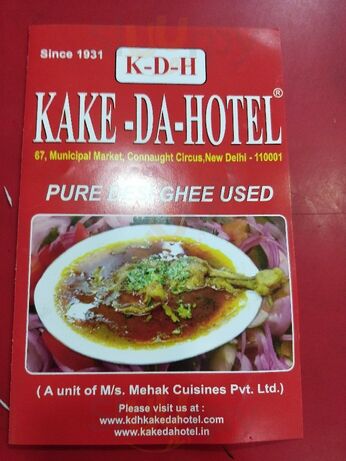 Since 1931
K-D-H
KAKE -DA-HOTEL®
67, Municipal Market, Connaught Circus,New Delhi - 110001
PURE GHEE USED
( A unit of M/s. Mehak Cuisines Pvt. Ltd.)
Please visit us at :
www.kdhkakedahotel.com
www.kakedahotel.in